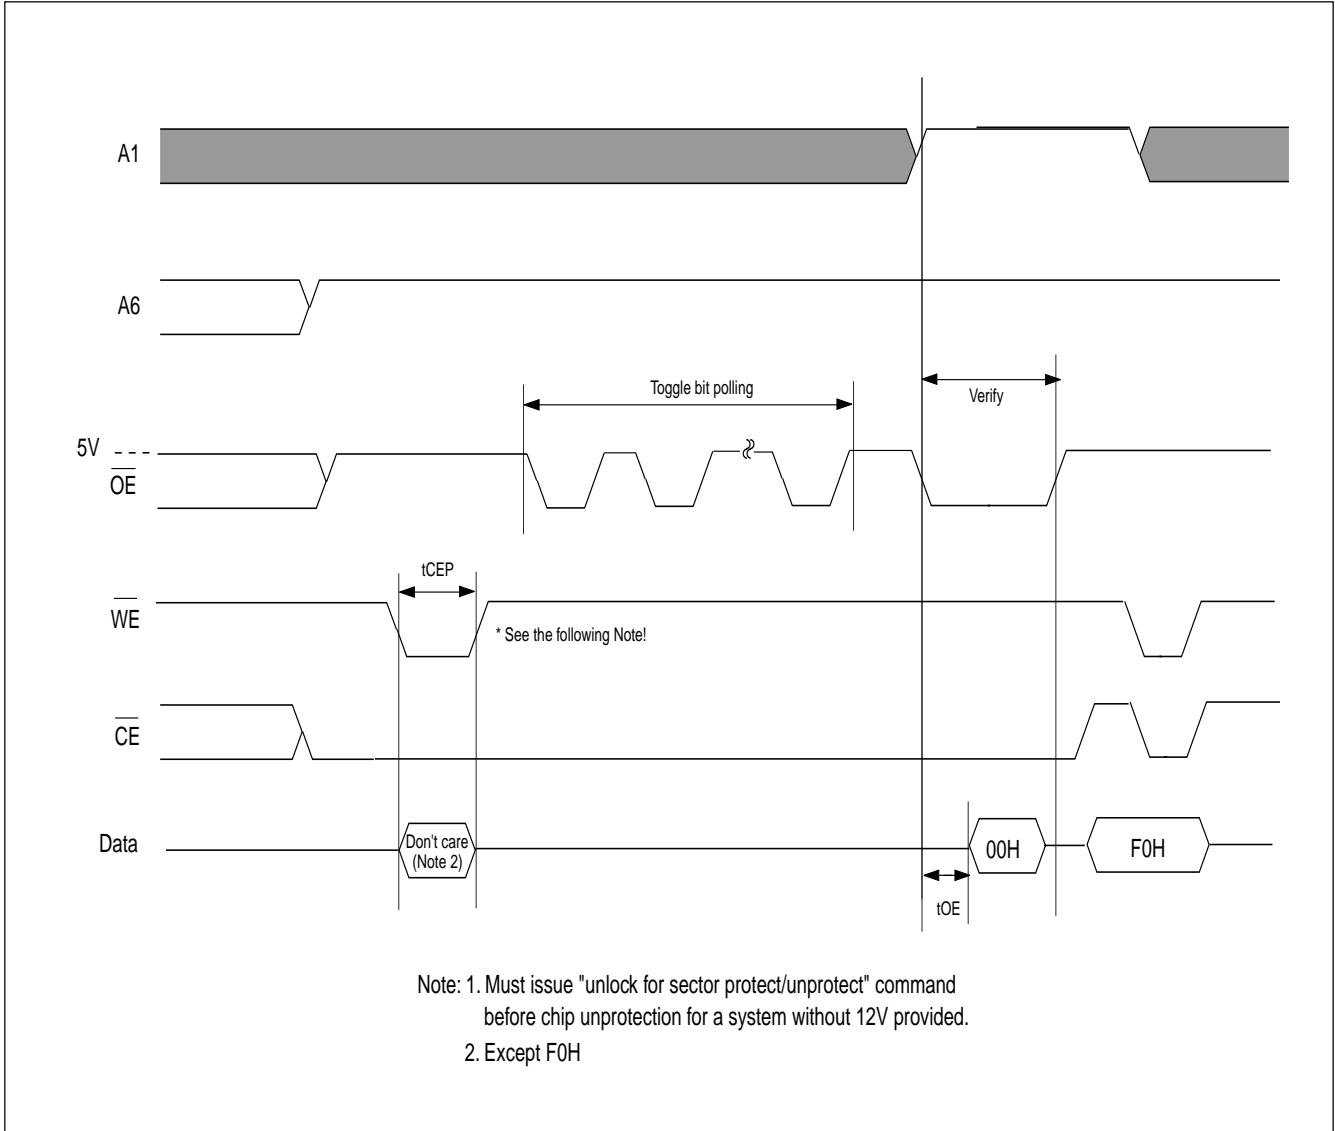 A1
A6
Toggle bit polling
Verify
5V
OE
tCEP
WE
* See the following Note!
CE
Data
Don't care
(Note 2)
00H
F0H
tOE
Note: 1. Must issue "unlock for sector protect/unprotect" command
before chip unprotection for a system without 12V provided.
2. Except F0H